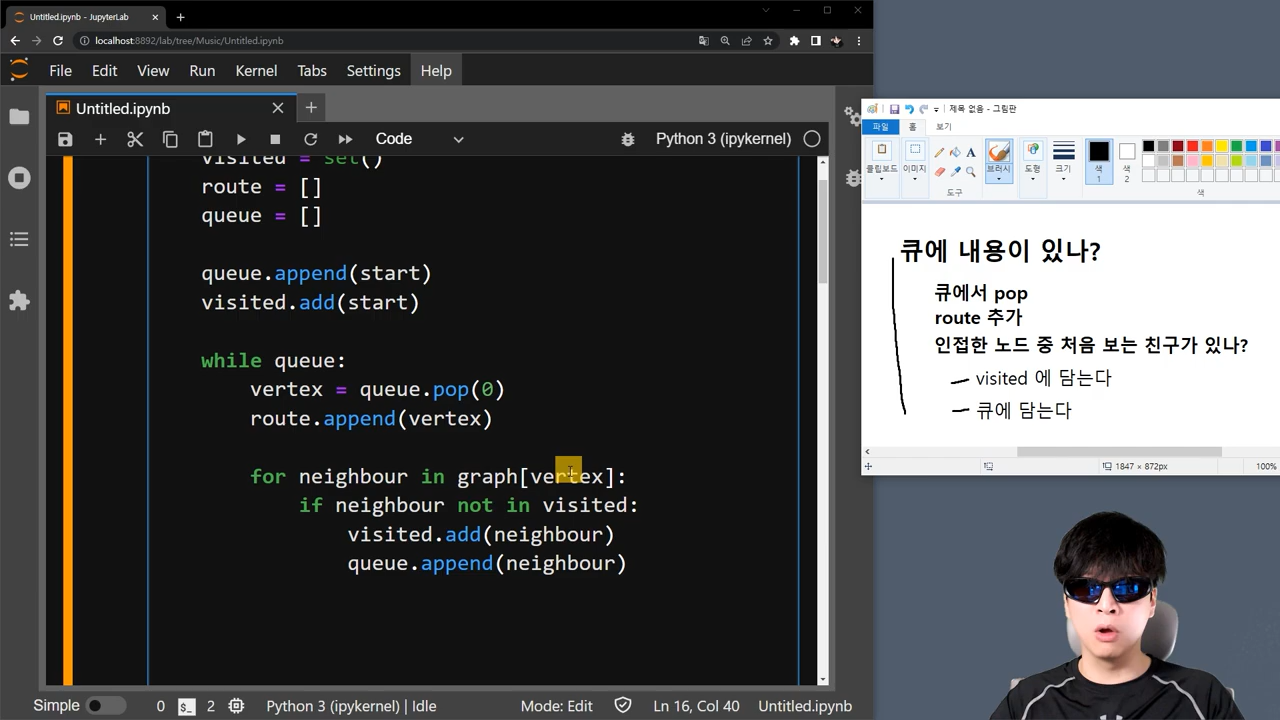 Untitled.ipynb - JupyterLab
localhost:8892/lab/tree/Music/Untitled.ipynb
File Edit View Run Kernel Tabs Settings Help
Untitled.ipynb
Code
Python 3 (ipykernel)
visited = set()
route = []
queue = []
queue.append(start)
visited.add(start)
while queue:
vertex = queue.pop(0)
route.append(vertex)
for neighbour in graph[vertex]:
if neighbour not in visited:
visited.add(neighbour)
queue.append(neighbour)
Simple 0 2 Python 3 (ipykernel) | Idle Mode: Edit Ln 16, Col 40 Untitled.ipynb
제목 없음 - 그림판
파일 홈 보기
클립보드 이미지 브러시 도형 크기 색 1 색 2
도구 색
큐에 내용이 있나?
큐에서 pop
route 추가
인접한 노드 중 처음 보는 친구가 있나?
visited 에 담는다
큐에 담는다
1847 × 872px 100%